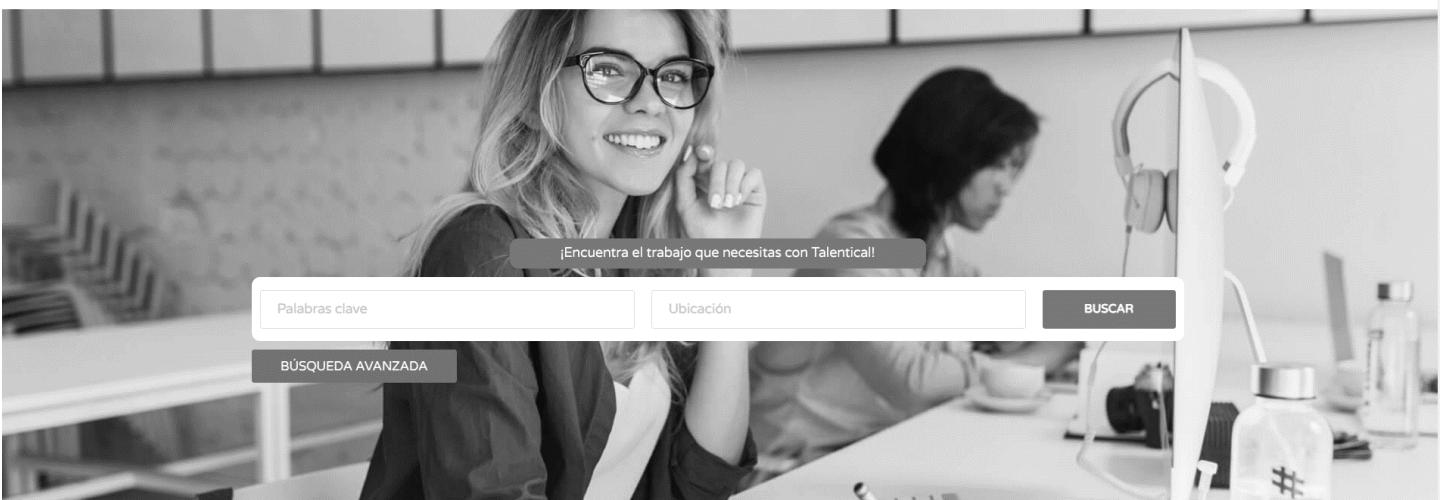 ¡Encuentra el trabajo que necesitas con Talentical!
Palabras clave
Ubicación
BUSCAR
BÚSQUEDA AVANZADA
#